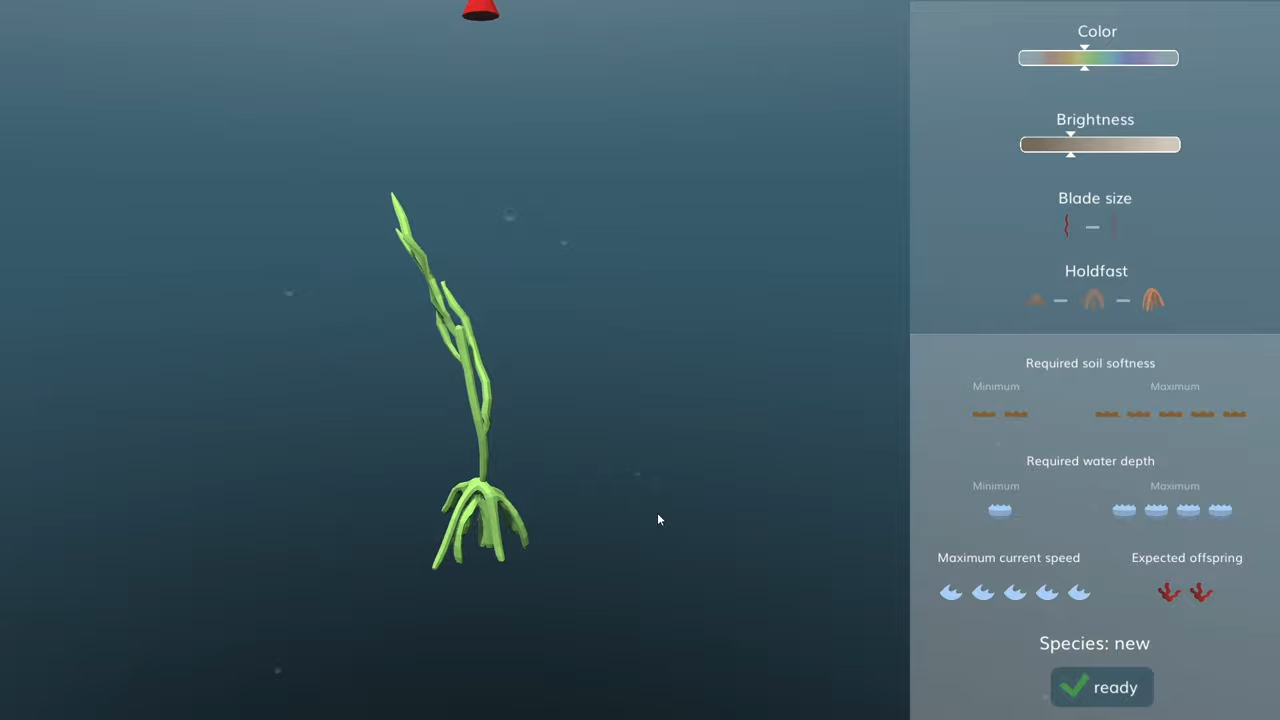 Color
Brightness
Blade size
Holdfast
Required soil softness
Minimum Maximum
Required water depth
Minimum Maximum
Maximum current speed Expected offspring
Species: new
ready